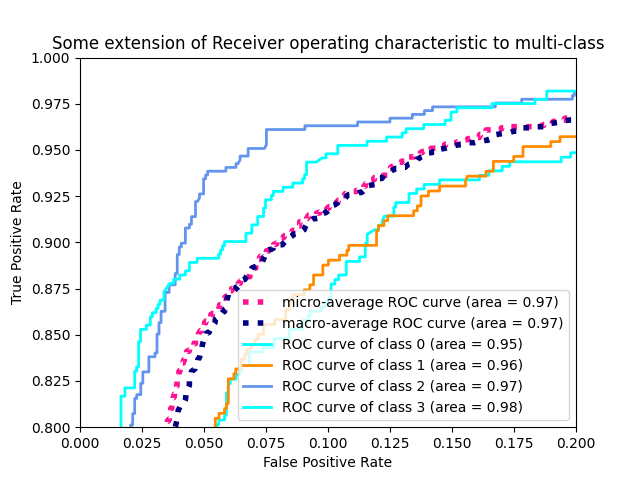 Some extension of Receiver operating characteristic to multi-class
1.000
0.975
0.950
0.925
0.900
0.875
0.850
0.825
0.800
True Positive Rate
micro-average ROC curve (area = 0.97)
macro-average ROC curve (area = 0.97)
ROC curve of class 0 (area = 0.95)
ROC curve of class 1 (area = 0.96)
ROC curve of class 2 (area = 0.97)
ROC curve of class 3 (area = 0.98)
0.000 0.025 0.050 0.075 0.100 0.125 0.150 0.175 0.200
False Positive Rate